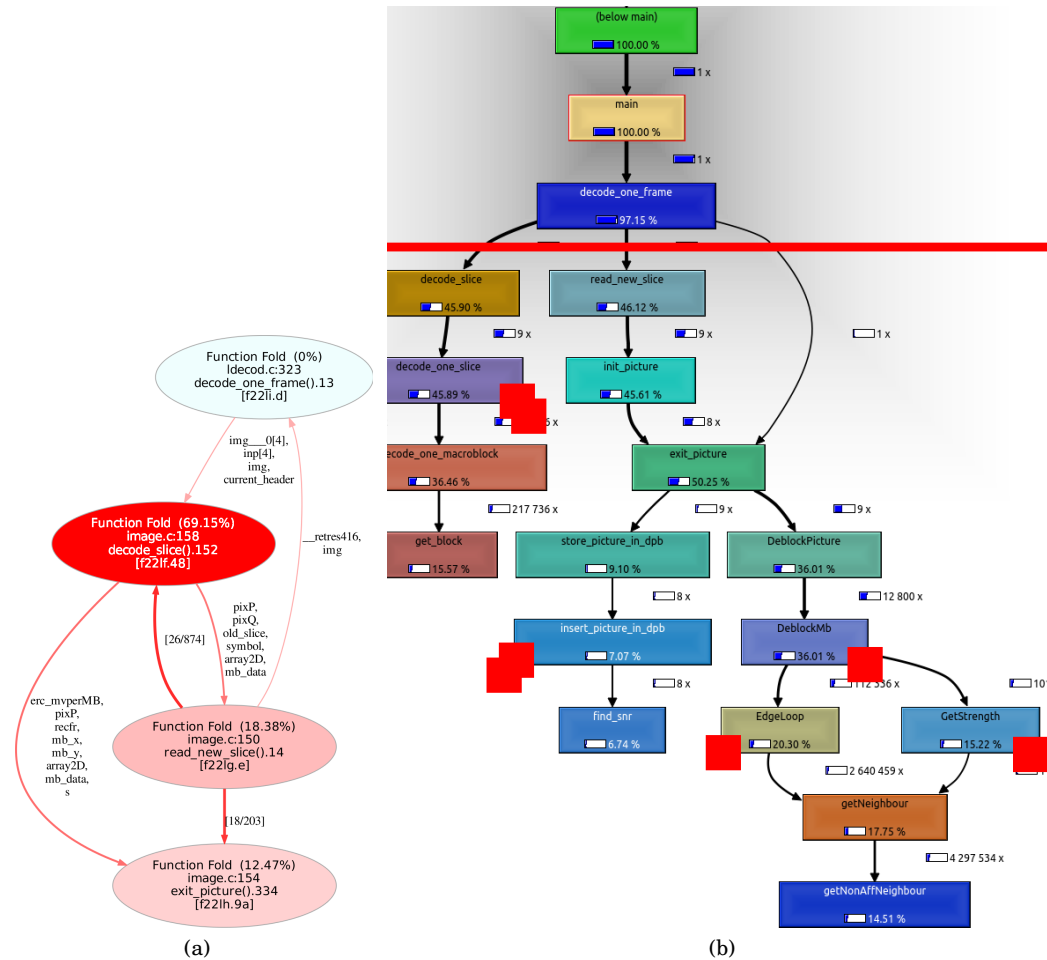 Function Fold (0%)
ldecod.c:323
decode_one_frame().13
[f22li.d]
img___0[4],
inp[4],
img,
current_header
__retres416,
img
Function Fold (69.15%)
image.c:158
decode_slice().152
[f22lf.48]
[26/874]
pixP,
pixQ,
old_slice,
symbol,
array2D,
mb_data
erc_mvperMB,
pixP,
recfr,
mb_x,
mb_y,
array2D,
mb_data,
s
Function Fold (18.38%)
image.c:150
read_new_slice().14
[f22lg.e]
[18/203]
Function Fold (12.47%)
image.c:154
exit_picture().334
[f22lh.9a]
(a)
(below main)
100.00 %
1 x
main
100.00 %
1 x
decode_one_frame
97.15 %
decode_slice
45.90 %
read_new_slice
46.12 %
9 x
9 x
1 x
decode_one_slice
45.89 %
init_picture
45.61 %
6 x
8 x
ecode_one_macroblock
36.46 %
exit_picture
50.25 %
217 736 x
9 x
9 x
get_block
15.57 %
store_picture_in_dpb
9.10 %
DeblockPicture
36.01 %
8 x
12 800 x
insert_picture_in_dpb
7.07 %
DeblockMb
36.01 %
8 x
112 336 x
101
find_snr
6.74 %
EdgeLoop
20.30 %
GetStrength
15.22 %
2 640 459 x
getNeighbour
17.75 %
4 297 534 x
getNonAffNeighbour
14.51 %
(b)